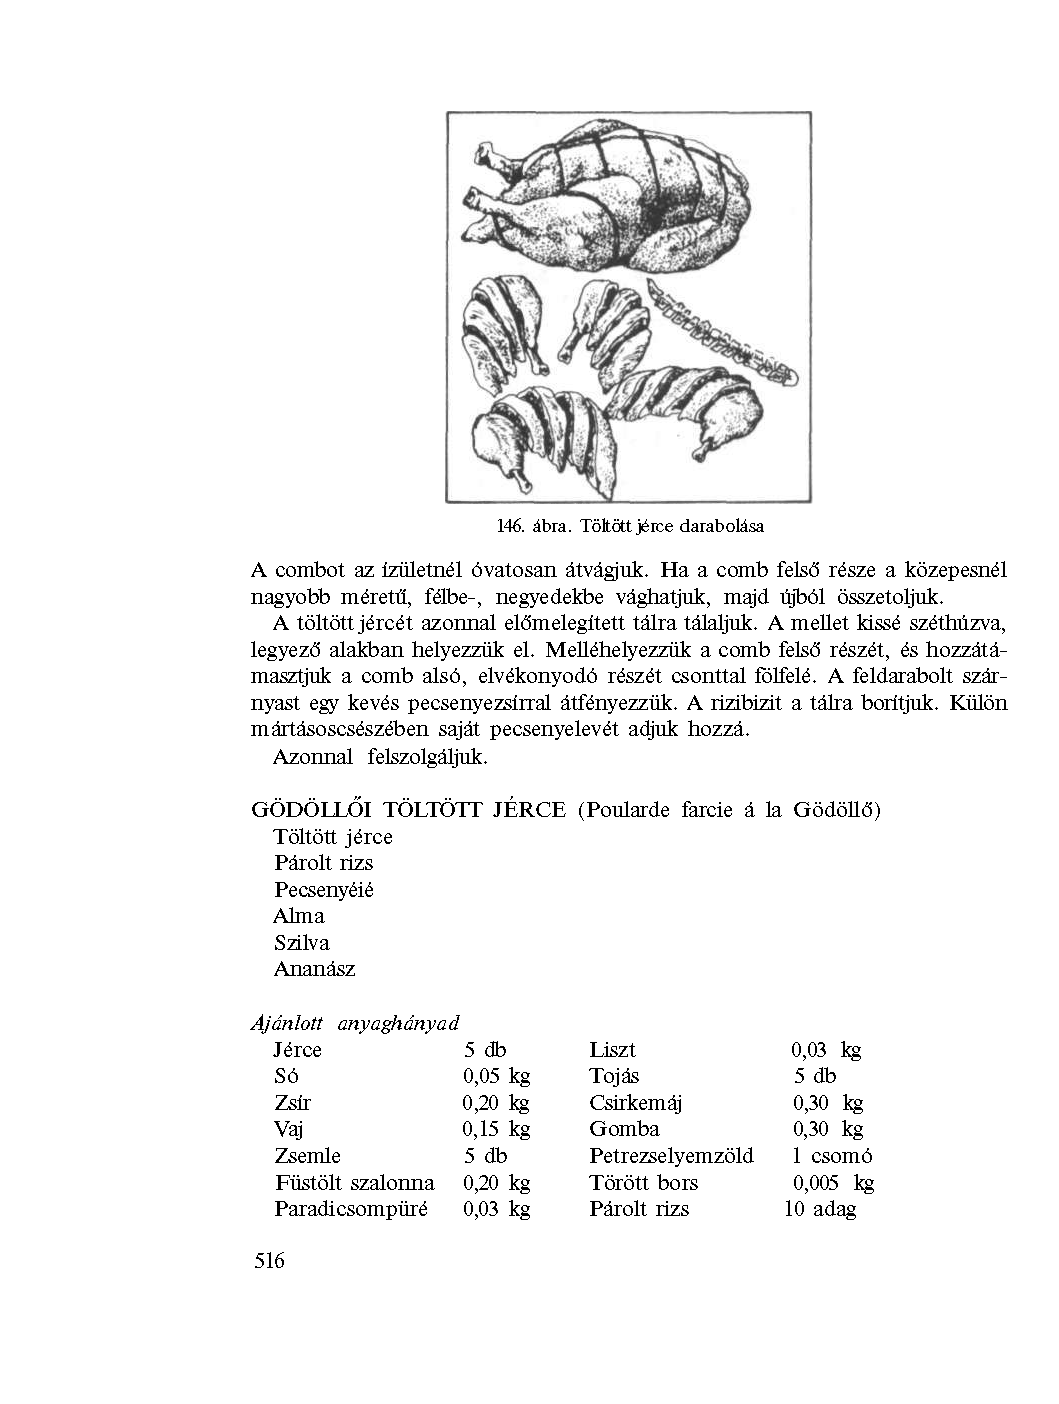 146. ábra. Töltött jérce darabolása
A combot az ízületnél óvatosan átvágjuk. Ha a comb felső része a közepesnél
nagyobb méretű, félbe-, negyedekbe vághatjuk, majd újból összetoljuk.
A töltött jércét azonnal előmelegített tálra tálaljuk. A mellet kissé széthúzva,
legyező alakban helyezzük el. Melléhelyezzük a comb felső részét, és hozzátá-
masztjuk a comb alsó, elvékonyodó részét csonttal fölfelé. A feldarabolt szár-
nyast egy kevés pecsenyezsírral átfényezzük. A rizibizit a tálra borítjuk. Külön
mártásoscsészében saját pecsenyelevét adjuk hozzá.
Azonnal felszolgáljuk.
GÖDÖLLŐI TÖLTÖTT JÉRCE (Poularde farcie á la Gödöllő)
Töltött jérce
Párolt rizs
Pecsenyéié
Alma
Szilva
Ananász
Ajánlott anyaghányad
Jérce 5 db Liszt 0,03 kg
Só 0,05 kg Tojás 5 db
Zsír 0,20 kg Csirkemáj 0,30 kg
Vaj 0,15 kg Gomba 0,30 kg
Zsemle 5 db Petrezselyemzöld 1 csomó
Füstölt szalonna 0,20 kg Törött bors 0,005 kg
Paradicsompüré 0,03 kg Párolt rizs 10 adag
516